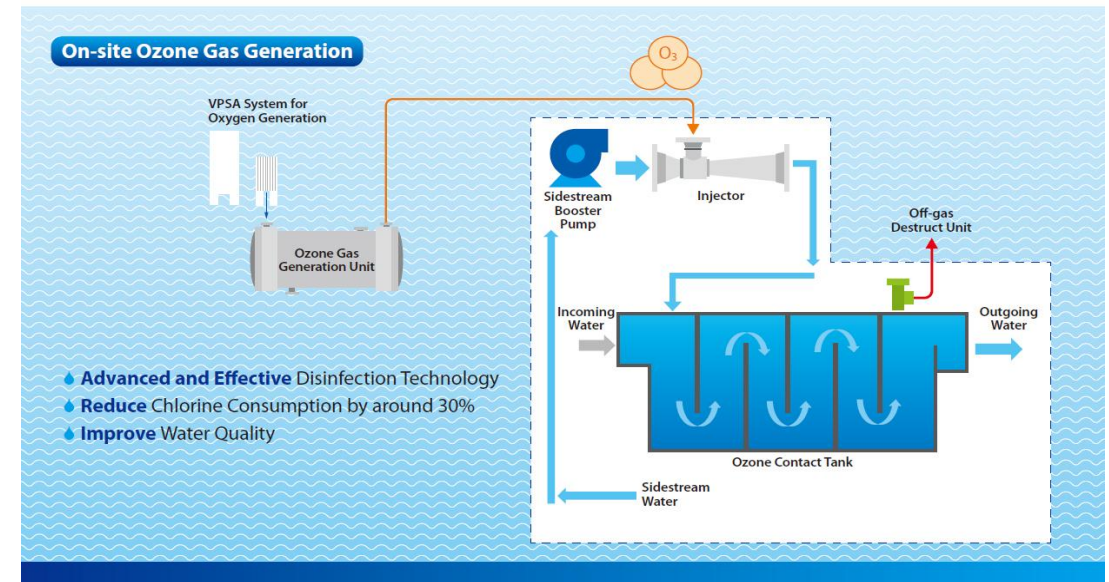 On-site Ozone Gas Generation
O₃
VPSA System for
Oxygen Generation
Sidestream
Booster
Pump
Injector
Off-gas
Destruct Unit
Ozone Gas
Generation Unit
Incoming
Water
Outgoing
Water
Advanced and Effective Disinfection Technology
Reduce Chlorine Consumption by around 30%
Improve Water Quality
Ozone Contact Tank
Sidestream
Water